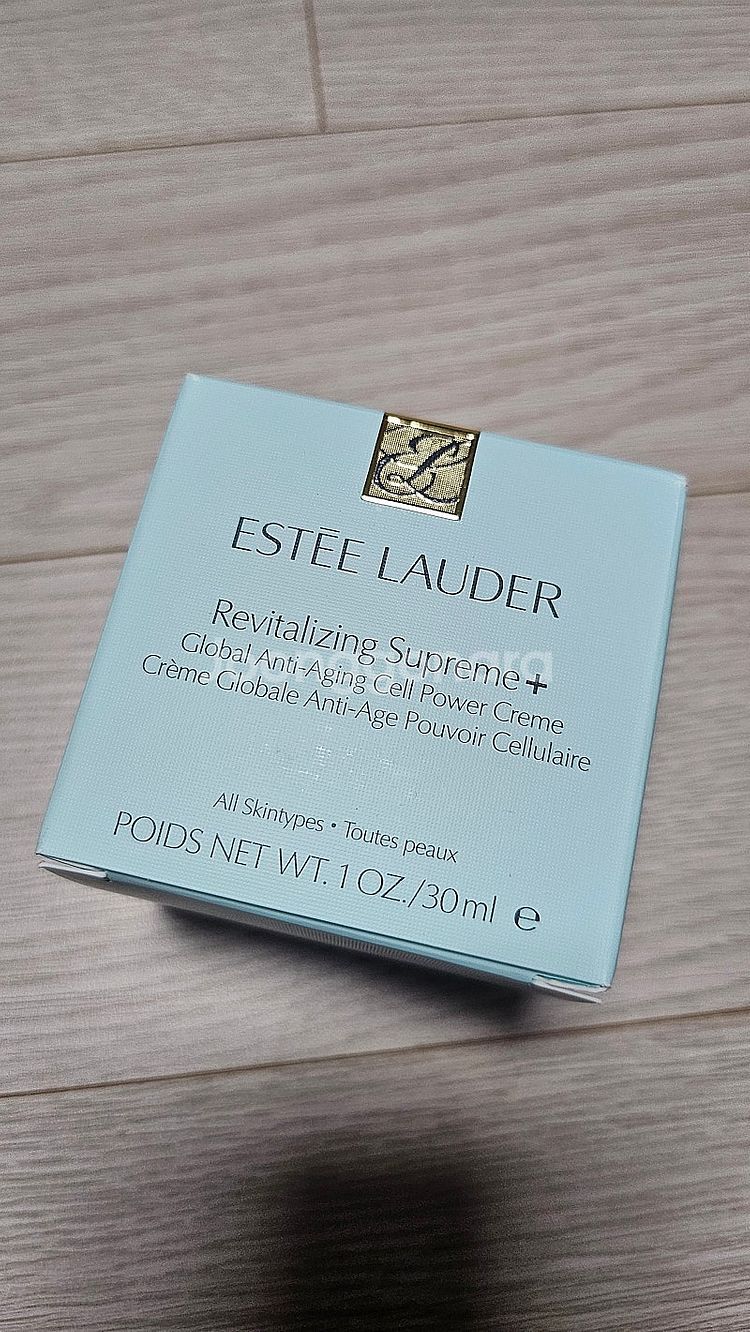 ESTĒE LAUDER
Revitalizing Supreme+
Global Anti-Aging Cell Power Creme
Crème Globale Anti-Age Pouvoir Cellulaire
All Skintypes • Toutes peaux
POIDS NET WT. 1 OZ./30 ml ℮